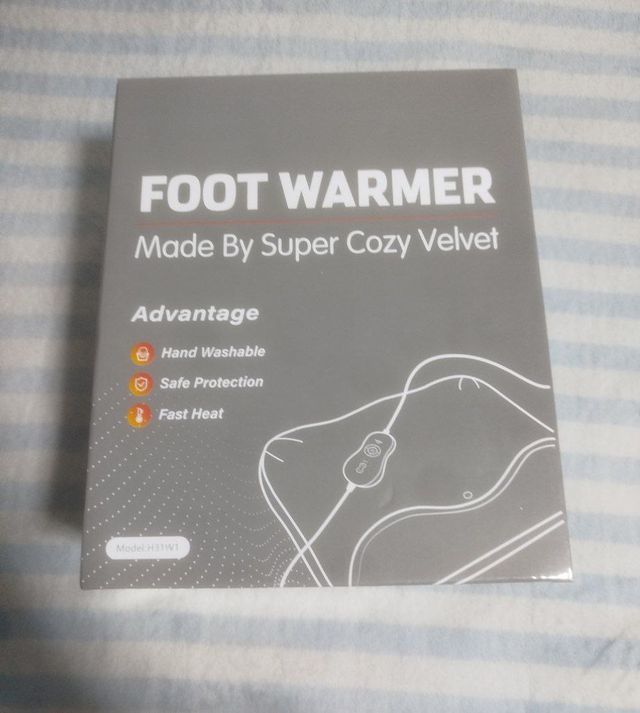 FOOT WARMER
Made By Super Cozy Velvet
Advantage
Hand Washable
Safe Protection
Fast Heat
Model:H31W1